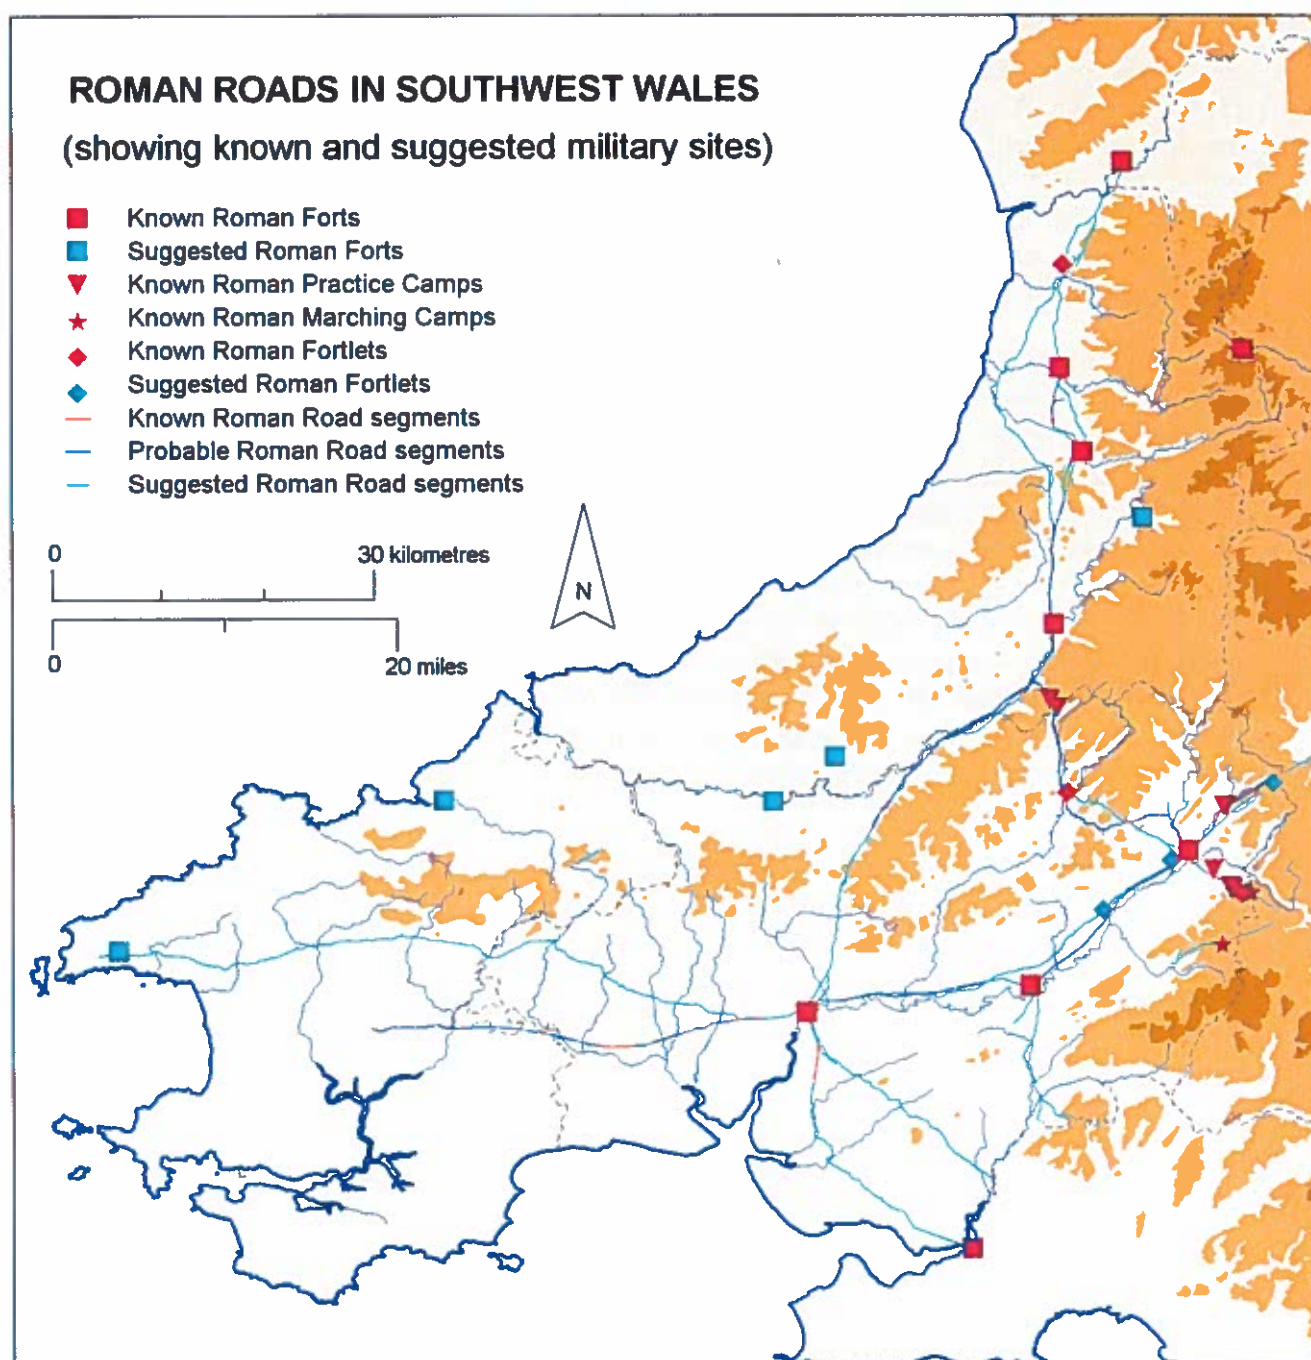 ROMAN ROADS IN SOUTHWEST WALES
(showing known and suggested military sites)
Known Roman Forts
Suggested Roman Forts
Known Roman Practice Camps
Known Roman Marching Camps
Known Roman Fortlets
Suggested Roman Fortlets
Known Roman Road segments
Probable Roman Road segments
Suggested Roman Road segments
0 30 kilometres
N
0 20 miles